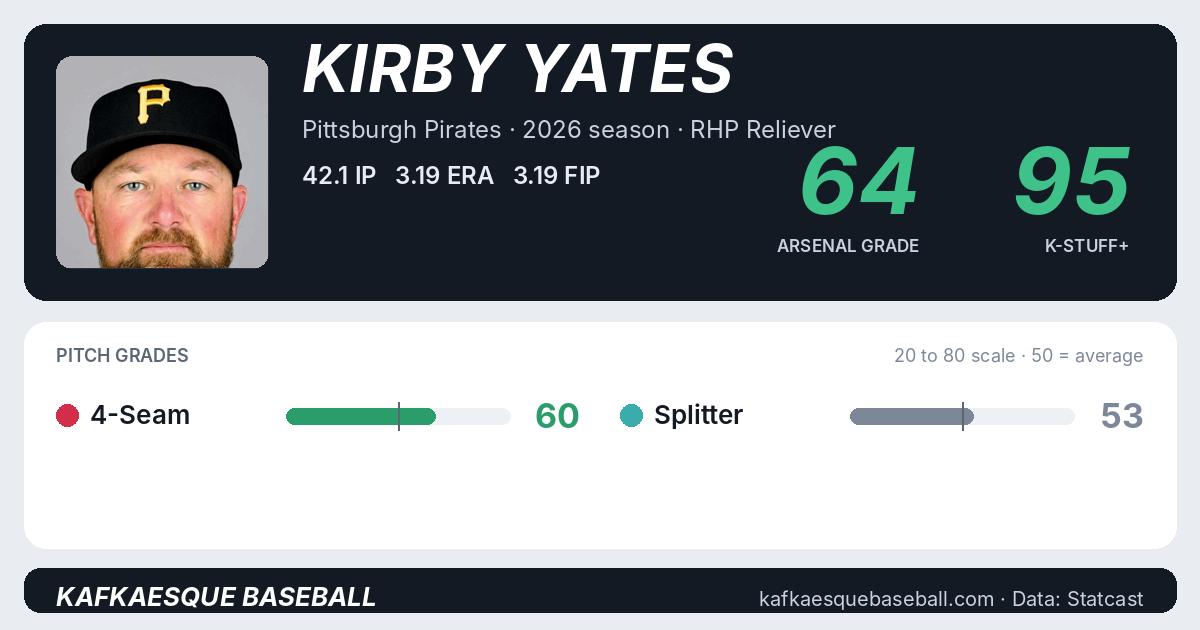 P
KIRBY YATES
Pittsburgh Pirates · 2026 season · RHP Reliever
42.1 IP 3.19 ERA 3.19 FIP
64 95
ARSENAL GRADE K-STUFF+
PITCH GRADES 20 to 80 scale · 50 = average
4-Seam 60 Splitter 53
KAFKAESQUE BASEBALL kafkaesquebaseball.com · Data: Statcast